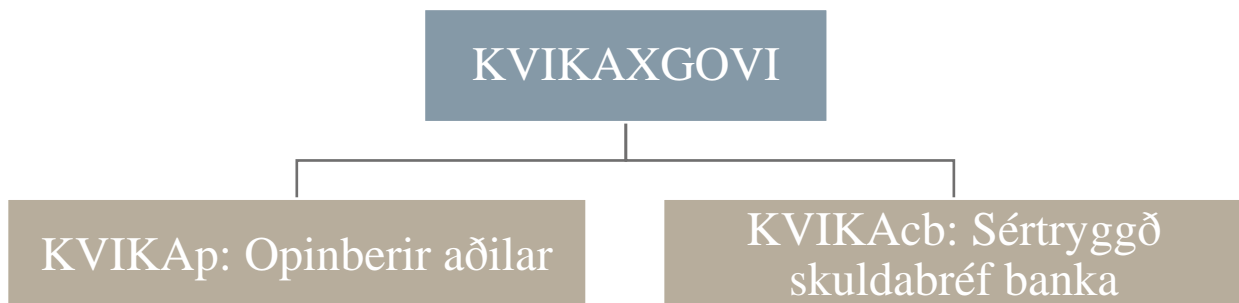 KVIKAXGOVI
KVIKAp: Opinberir aðilar
KVIKAcb: Sértryggð
skuldabréf banka